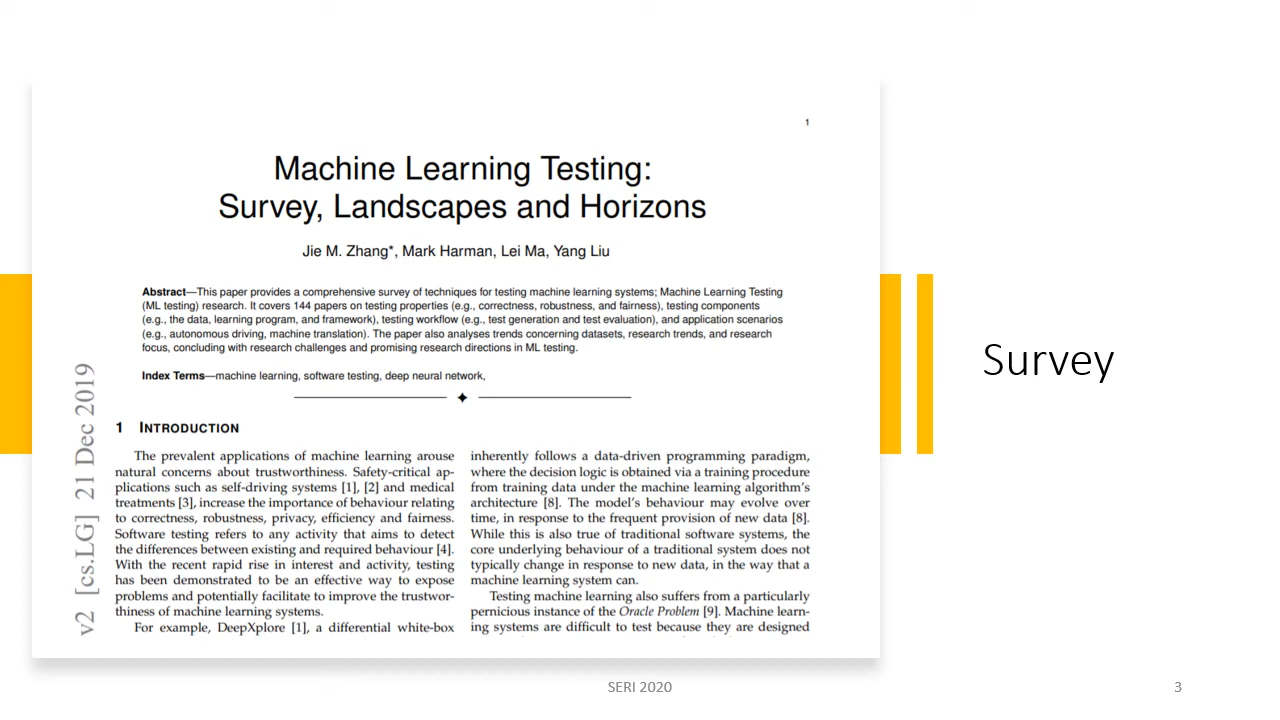 1
Machine Learning Testing:
Survey, Landscapes and Horizons
Jie M. Zhang*, Mark Harman, Lei Ma, Yang Liu
Abstract—This paper provides a comprehensive survey of techniques for testing machine learning systems; Machine Learning Testing
(ML testing) research. It covers 144 papers on testing properties (e.g., correctness, robustness, and fairness), testing components
(e.g., the data, learning program, and framework), testing workflow (e.g., test generation and test evaluation), and application scenarios
(e.g., autonomous driving, machine translation). The paper also analyses trends concerning datasets, research trends, and research
focus, concluding with research challenges and promising research directions in ML testing.
Index Terms—machine learning, software testing, deep neural network,
v2 [cs.LG] 21 Dec 2019
1 INTRODUCTION
The prevalent applications of machine learning arouse
natural concerns about trustworthiness. Safety-critical ap-
plications such as self-driving systems [1], [2] and medical
treatments [3], increase the importance of behaviour relating
to correctness, robustness, privacy, efficiency and fairness.
Software testing refers to any activity that aims to detect
the differences between existing and required behaviour [4].
With the recent rapid rise in interest and activity, testing
has been demonstrated to be an effective way to expose
problems and potentially facilitate to improve the trustwor-
thiness of machine learning systems.
For example, DeepXplore [1], a differential white-box
inherently follows a data-driven programming paradigm,
where the decision logic is obtained via a training procedure
from training data under the machine learning algorithm's
architecture [8]. The model's behaviour may evolve over
time, in response to the frequent provision of new data [8].
While this is also true of traditional software systems, the
core underlying behaviour of a traditional system does not
typically change in response to new data, in the way that a
machine learning system can.
Testing machine learning also suffers from a particularly
pernicious instance of the Oracle Problem [9]. Machine learn-
ing systems are difficult to test because they are designed
Survey
SERI 2020
3